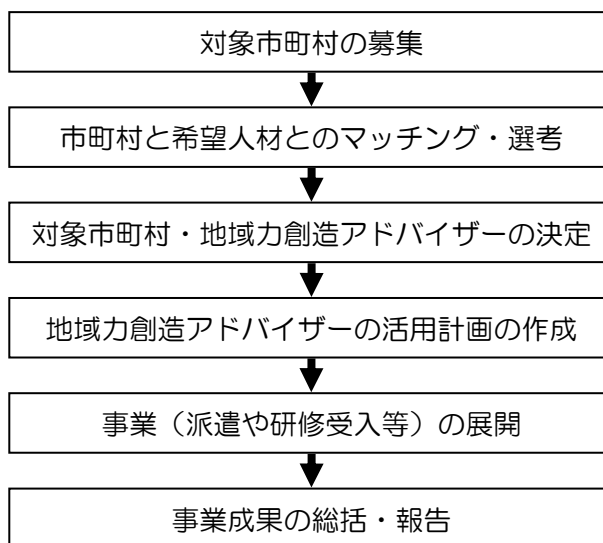 対象市町村の募集
市町村と希望人材とのマッチング・選考
対象市町村・地域力創造アドバイザーの決定
地域力創造アドバイザーの活用計画の作成
事業（派遣や研修受入等）の展開
事業成果の総括・報告